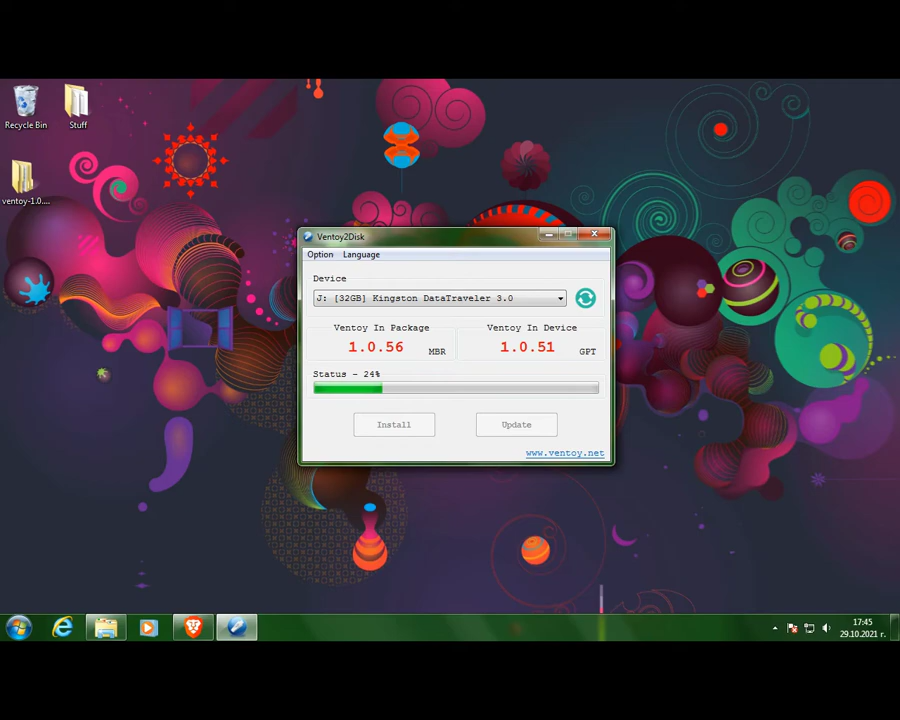 Recycle Bin
Stuff
ventoy-1.0....
Ventoy2Disk
Option Language
Device
J: [32GB] Kingston DataTraveler 3.0
Ventoy In Package
1.0.56 MBR
Ventoy In Device
1.0.51 GPT
Status - 24%
Install
Update
www.ventoy.net
17:45
29.10.2021 г.